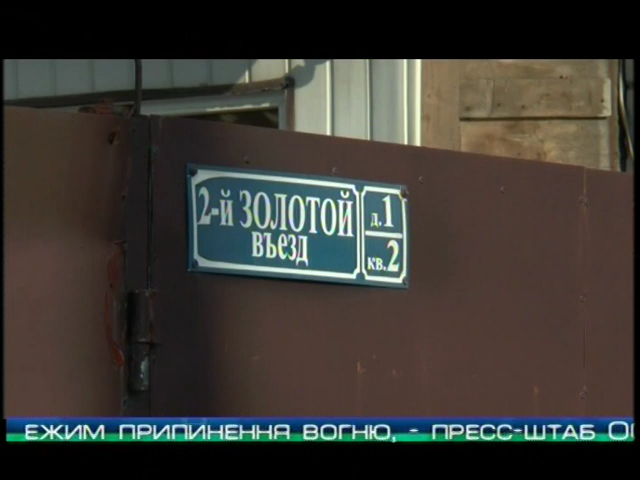 2-й ЗОЛОТОЙ
ВЪЕЗД
д.1
кв.2
ЕЖИМ ПРИПИНЕННЯ ВОГНЮ, - ПРЕСС-ШТАБ